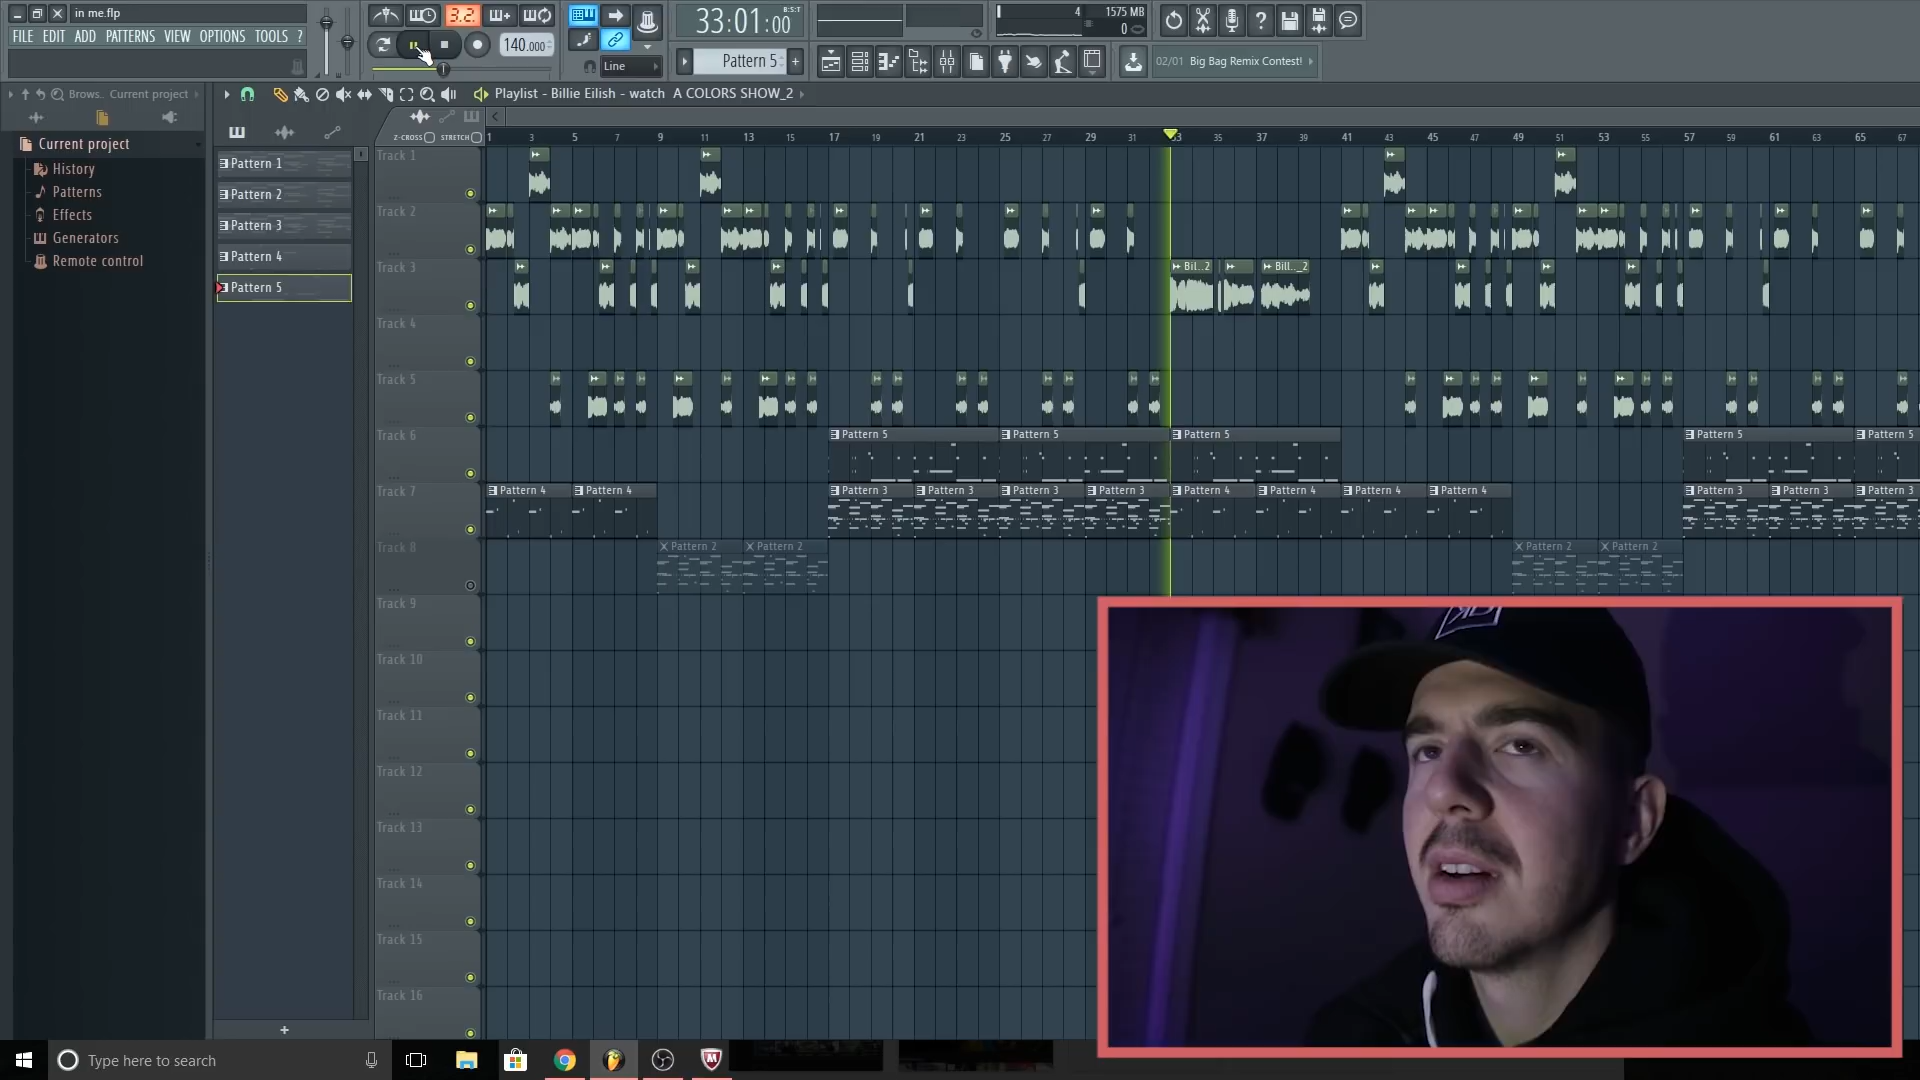 in me.flp
FILE EDIT ADD PATTERNS VIEW OPTIONS TOOLS ?
3.2.
140.000
Line
33:01:00
B:S:T
Pattern 5
4
1575 MB
0
02/01 Big Bag Remix Contest!
Brows.. Current project
Playlist - Billie Eilish - watch A COLORS SHOW_2
Z-CROSS STRETCH
1 3 5 7 9 11 13 15 17 19 21 23 25 27 29 31 33 35 37 39 41 43 45 47 49 51 53 55 57 59 61 63 65 67
Current project
History
Patterns
Effects
Generators
Remote control
Pattern 1
Pattern 2
Pattern 3
Pattern 4
Pattern 5
Track 1
Track 2
Track 3
Bil..2
Bill.._2
Track 4
Track 5
Track 6
Pattern 5 Pattern 5 Pattern 5 Pattern 5 Pattern 5
Track 7
Pattern 4 Pattern 4 Pattern 3 Pattern 3 Pattern 3 Pattern 3 Pattern 4 Pattern 4 Pattern 4 Pattern 4 Pattern 3 Pattern 3 Pattern 3
Track 8
Pattern 2 Pattern 2 Pattern 2 Pattern 2
Track 9
Track 10
Track 11
Track 12
Track 13
Track 14
Track 15
Track 16
Type here to search